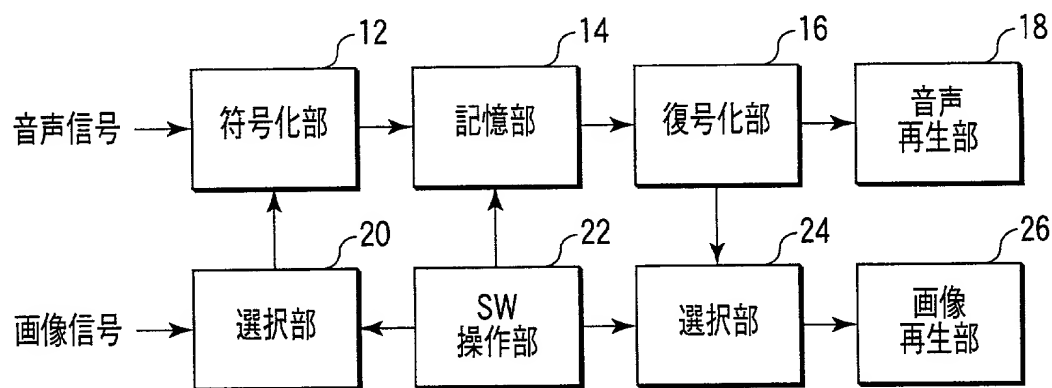 12
14
16
18
音声信号
符号化部
記憶部
復号化部
音声
再生部
20
22
24
26
画像信号
選択部
SW
操作部
選択部
画像
再生部